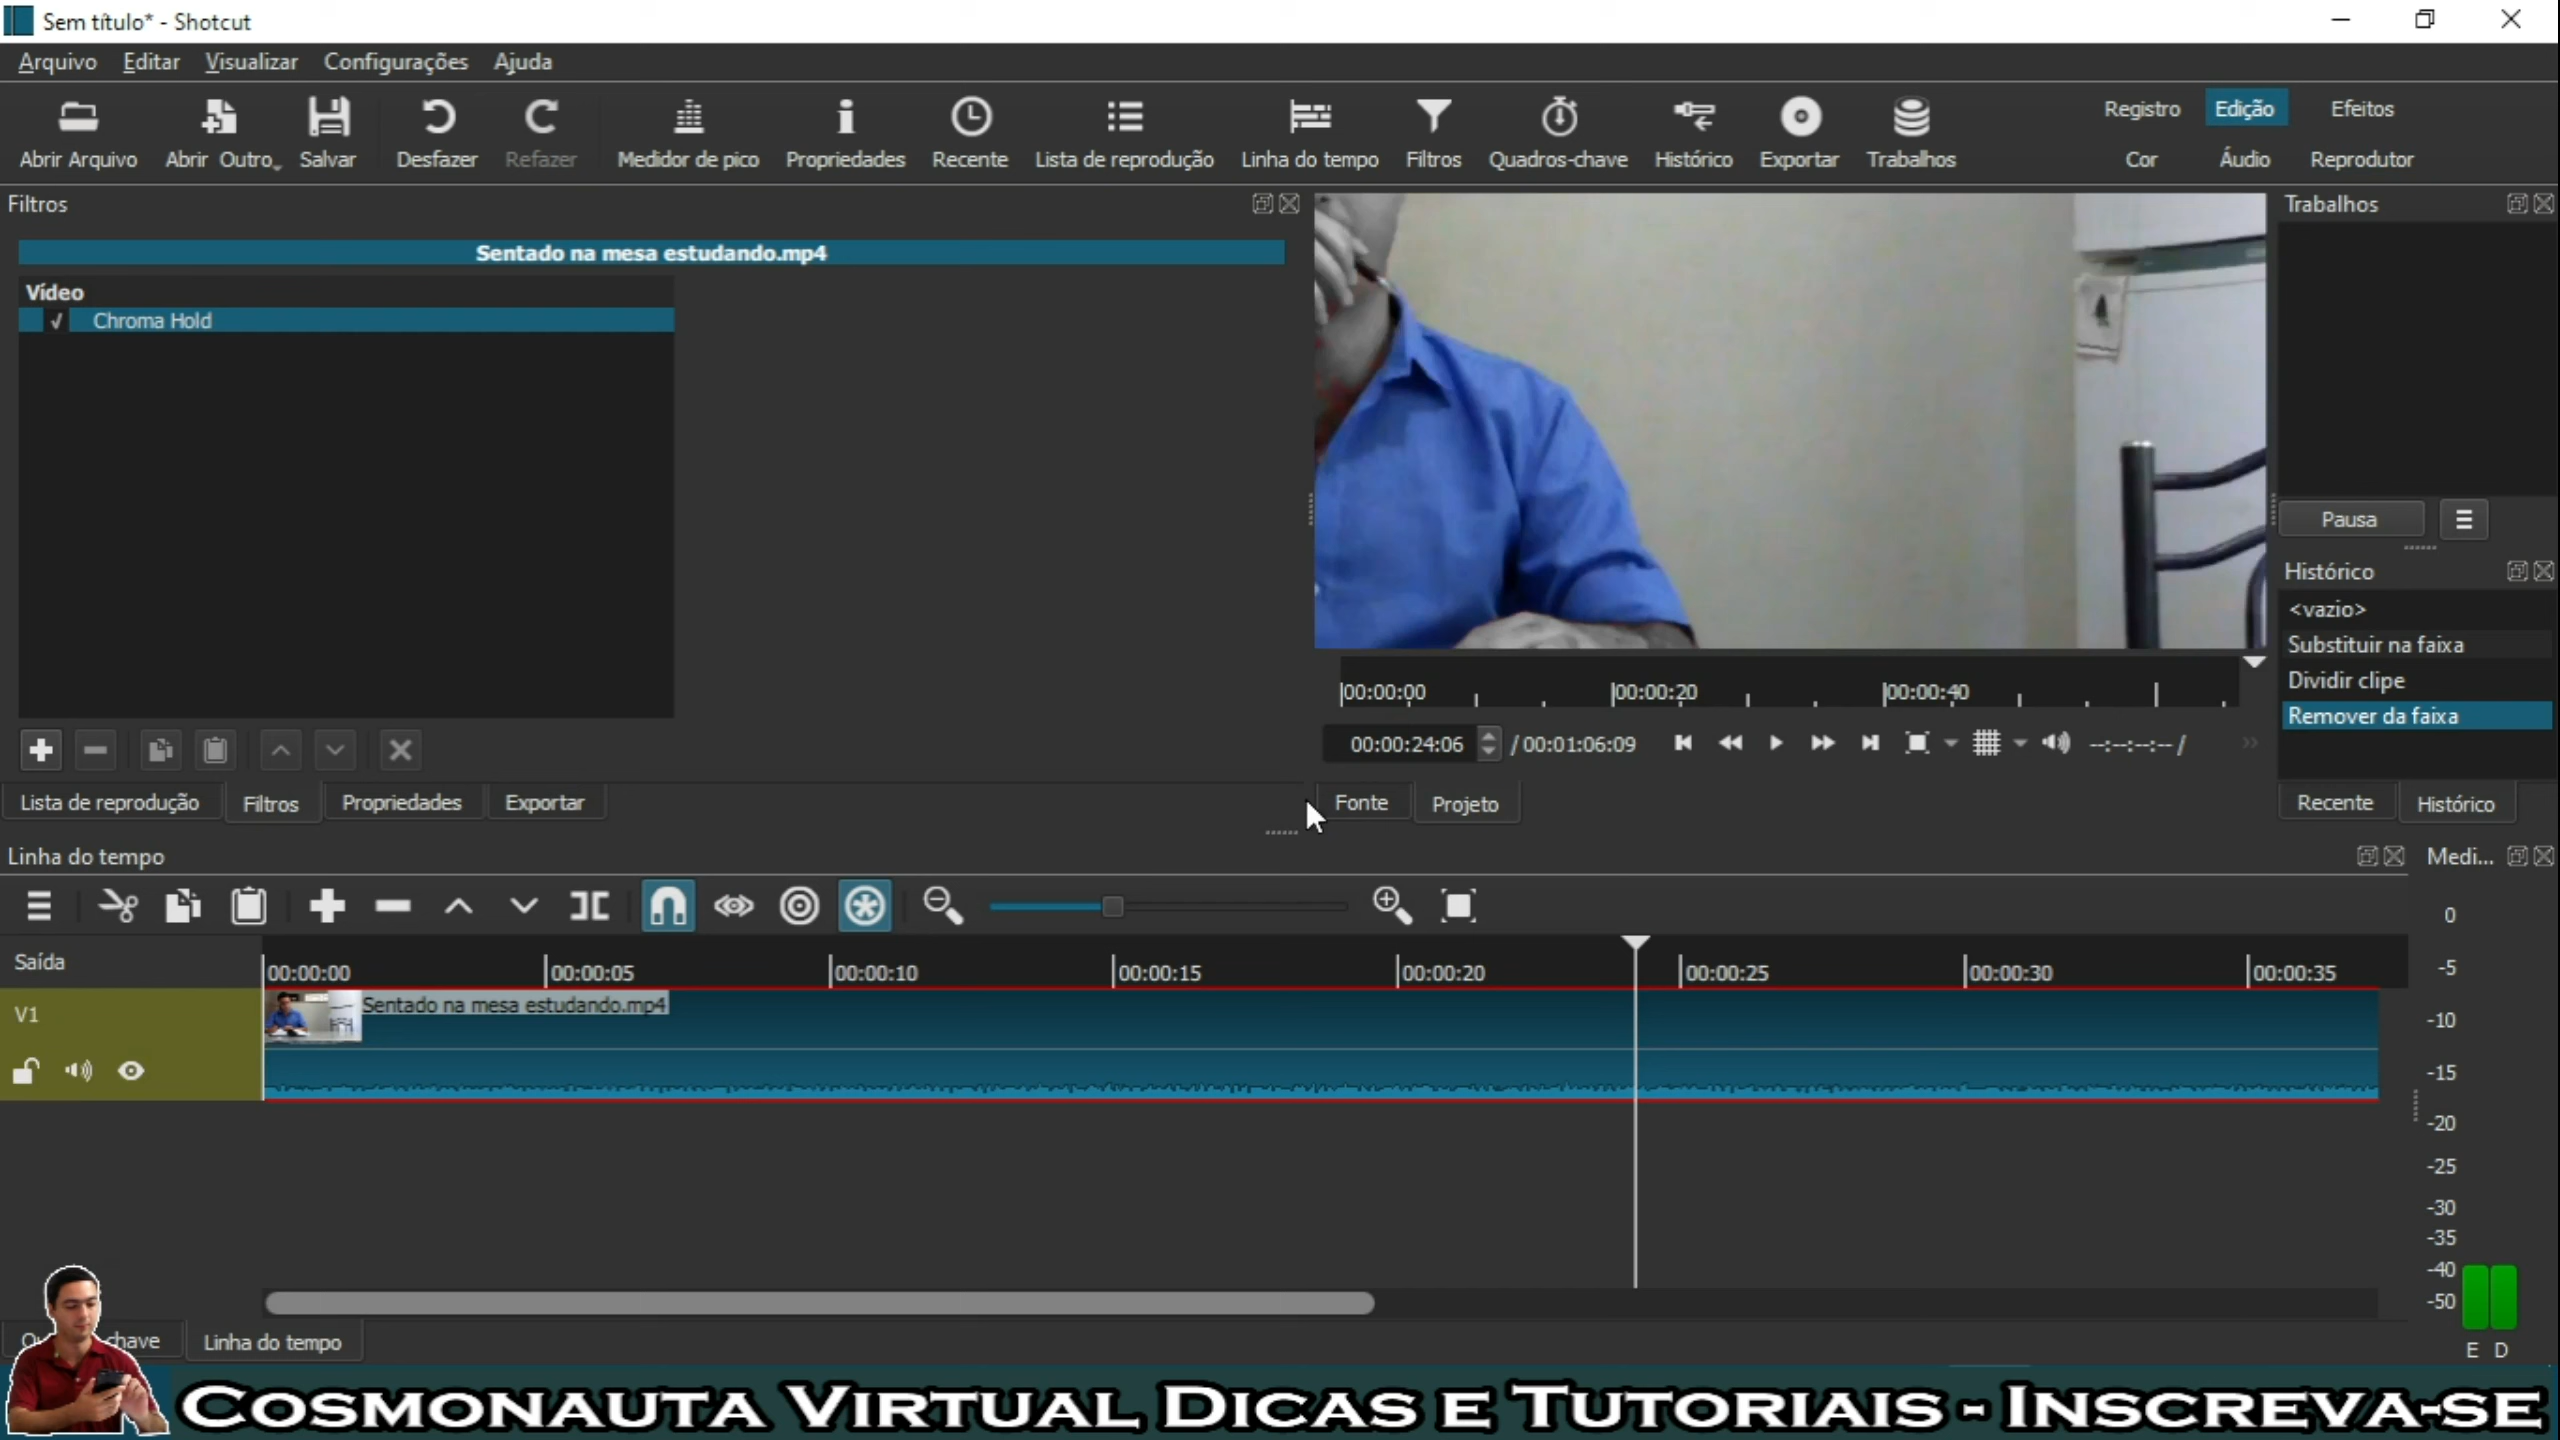 Sem título* - Shotcut
Arquivo Editar Visualizar Configurações Ajuda
Abrir Arquivo Abrir Outro Salvar Desfazer Refazer Medidor de pico Propriedades Recente Lista de reprodução Linha do tempo Filtros Quadros-chave Histórico Exportar Trabalhos
Registro Edição Efeitos
Cor Áudio Reprodutor
Filtros
Trabalhos
Sentado na mesa estudando.mp4
Vídeo
√ Chroma Hold
Pausa
Histórico
<vazio>
Substituir na faixa
Dividir clipe
Remover da faixa
00:00:00 00:00:20 00:00:40
00:00:24:06 / 00:01:06:09 --:--:--:-- /
Lista de reprodução Filtros Propriedades Exportar
Fonte Projeto
Recente Histórico
Linha do tempo
Medi...
Saída
00:00:00 00:00:05 00:00:10 00:00:15 00:00:20 00:00:25 00:00:30 00:00:35
V1
Sentado na mesa estudando.mp4
0
-5
-10
-15
-20
-25
-30
-35
-40
-50
E D
Linha do tempo
Cosmonauta Virtual Dicas e Tutoriais - Inscreva-se